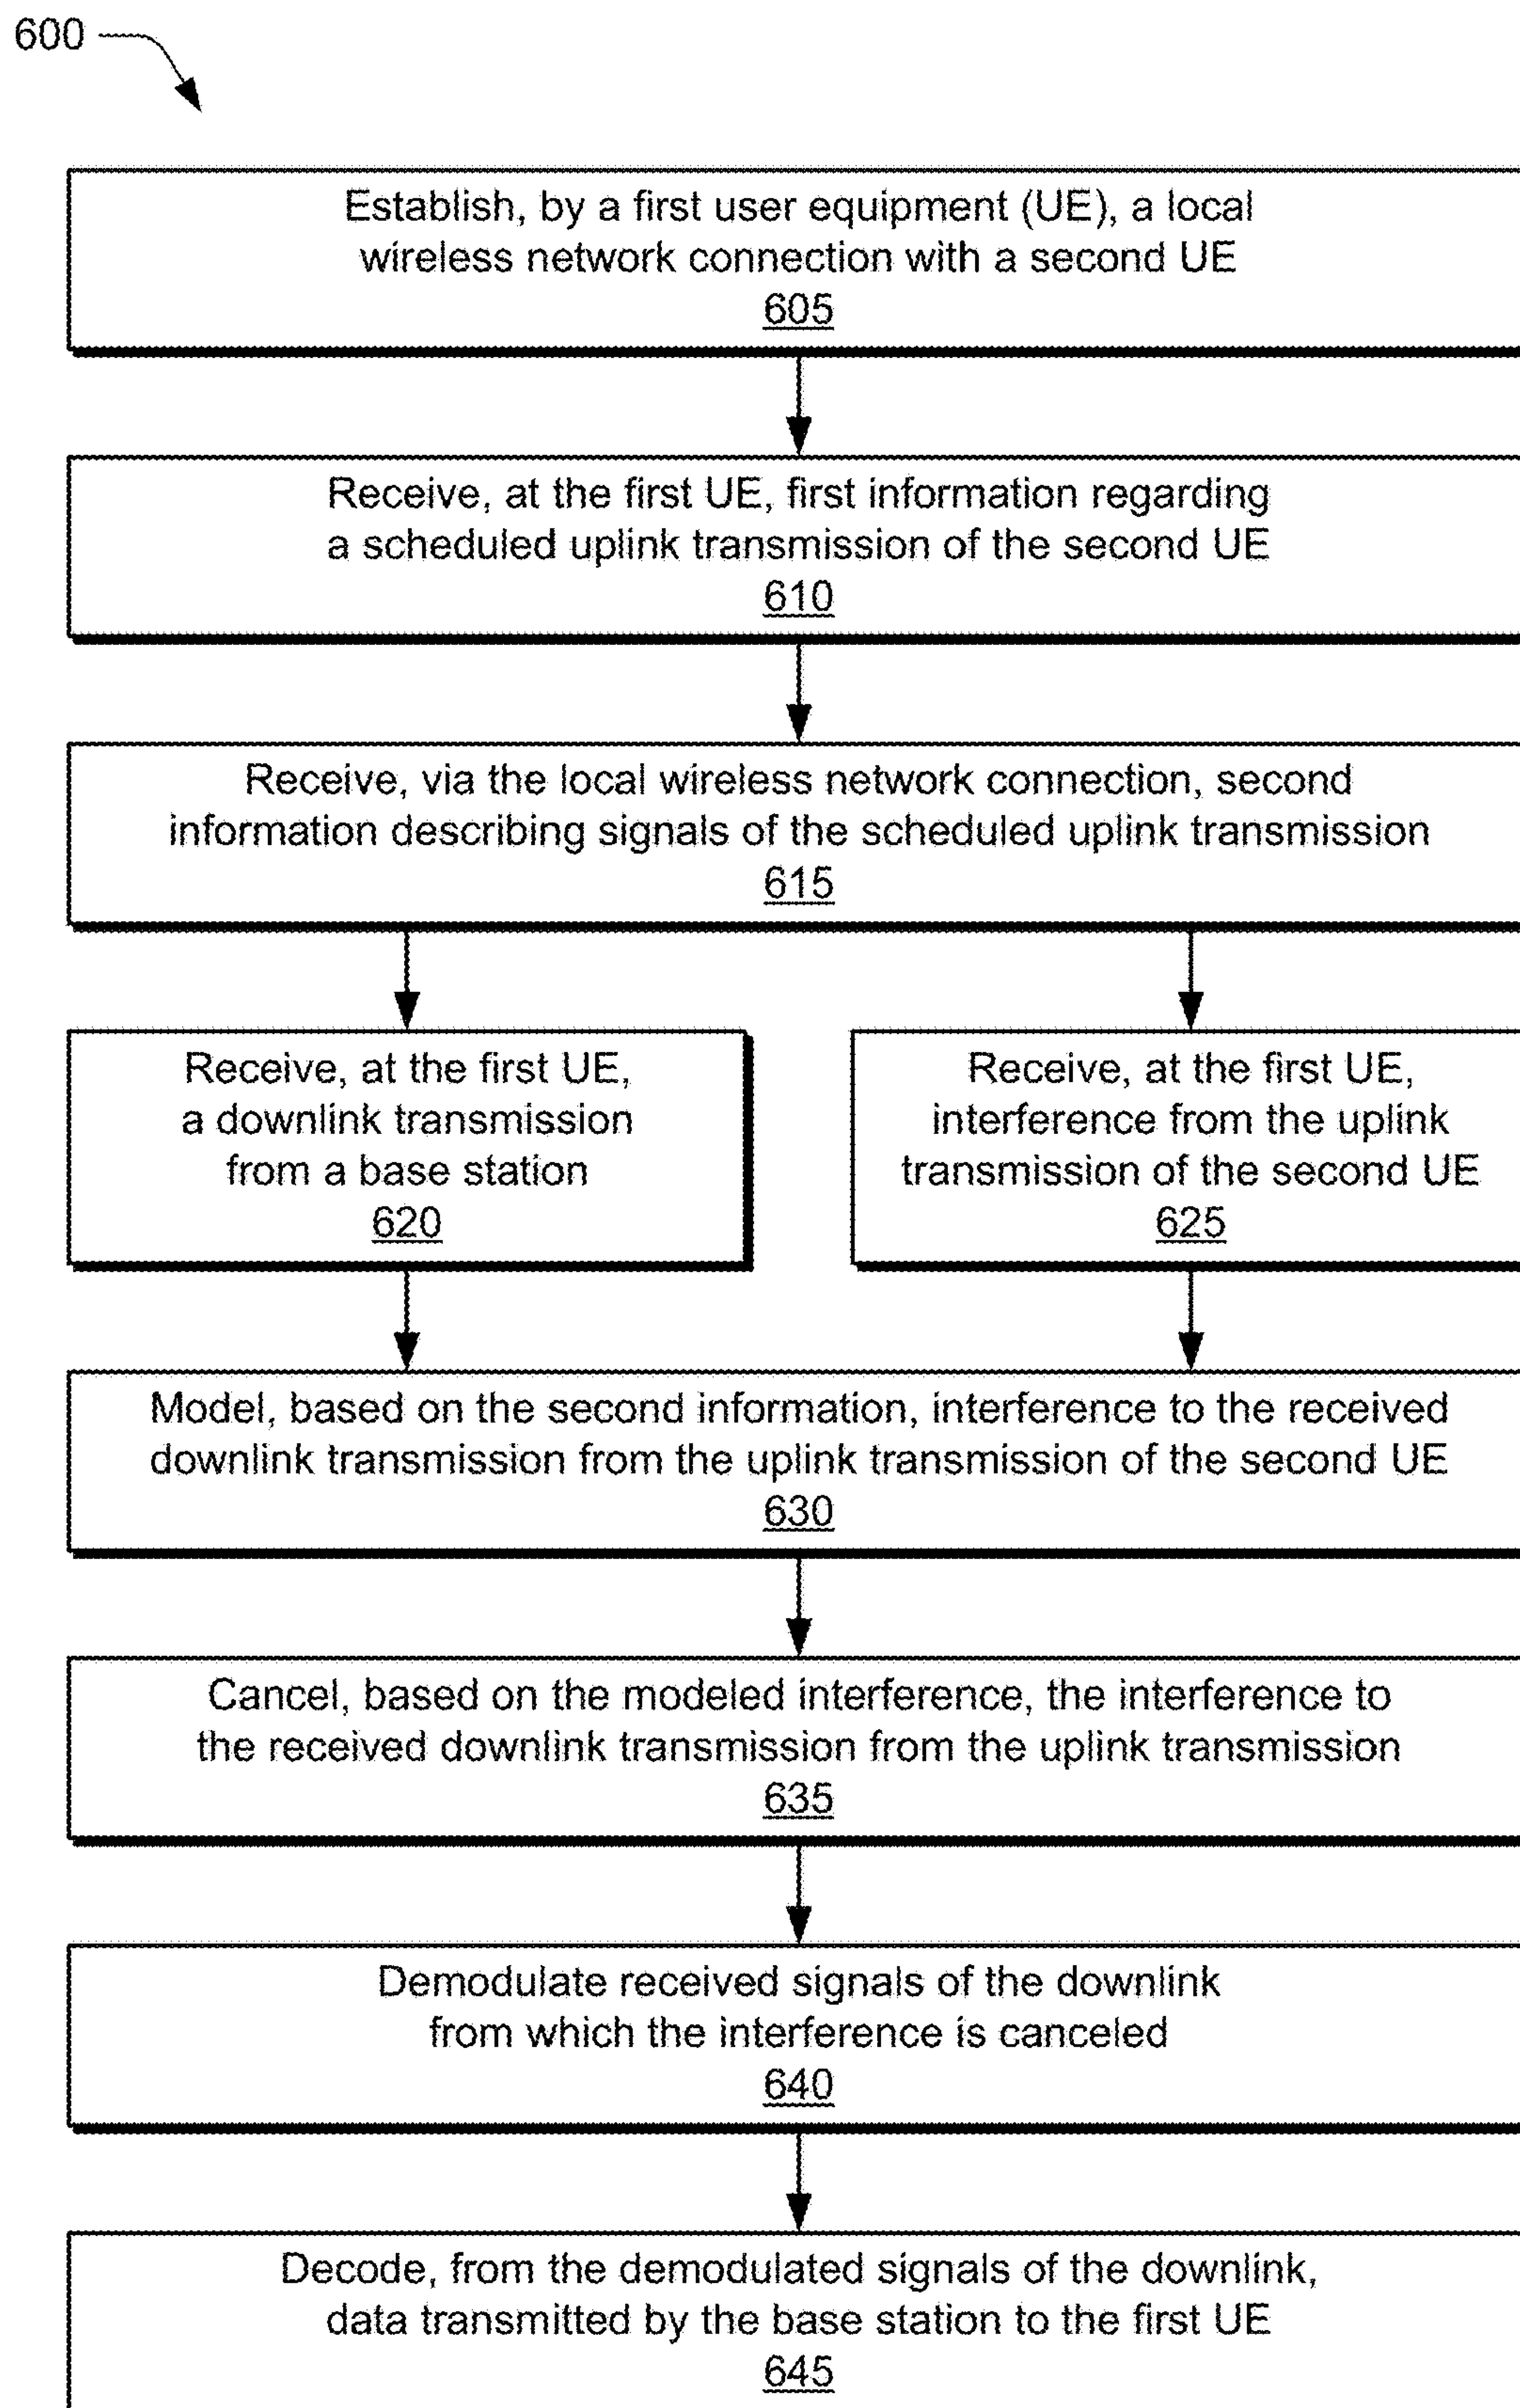 600
Establish, by a first user equipment (UE), a local
wireless network connection with a second UE
605
Receive, at the first UE, first information regarding
a scheduled uplink transmission of the second UE
610
Receive, via the local wireless network connection, second
information describing signals of the scheduled uplink transmission
615
Receive, at the first UE,
a downlink transmission
from a base station
620
Receive, at the first UE,
interference from the uplink
transmission of the second UE
625
Model, based on the second information, interference to the received
downlink transmission from the uplink transmission of the second UE
630
Cancel, based on the modeled interference, the interference to
the received downlink transmission from the uplink transmission
635
Demodulate received signals of the downlink
from which the interference is canceled
640
Decode, from the demodulated signals of the downlink,
data transmitted by the base station to the first UE
645